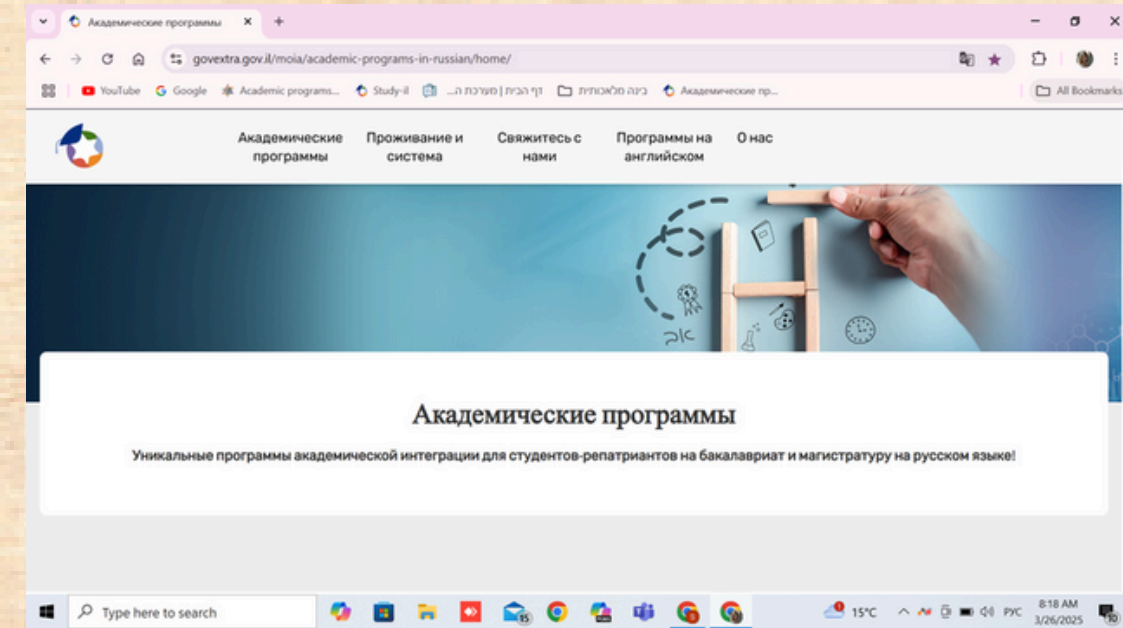 Академические программы
govextra.gov.il/moia/academic-programs-in-russian/home/
YouTube Google Academic programs... Study-il דף הבית | מערכת ה... בינה מלאכותית Академические пр... All Bookmarks
Академические программы
Проживание и система
Свяжитесь с нами
Программы на английском
О нас
אב
Академические программы
Уникальные программы академической интеграции для студентов-репатриантов на бакалавриат и магистратуру на русском языке!
Type here to search 15 15°C РУС 8:18 AM
3/26/2025 10